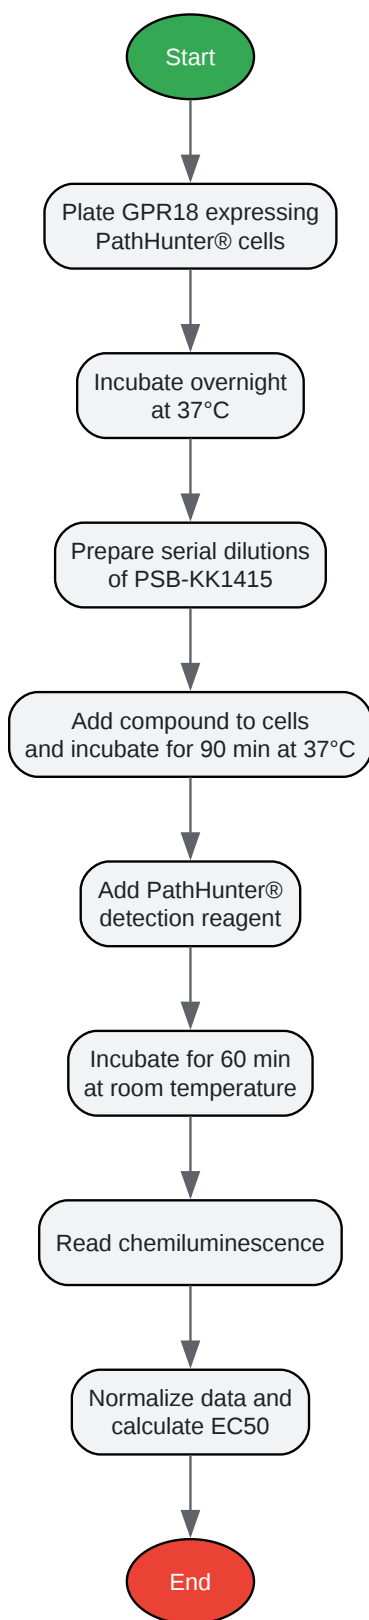 Start
Plate GPR18 expressing
PathHunter® cells
Incubate overnight
at 37°C
Prepare serial dilutions
of PSB-KK1415
Add compound to cells
and incubate for 90 min at 37°C
Add PathHunter®
detection reagent
Incubate for 60 min
at room temperature
Read chemiluminescence
Normalize data and
calculate EC50
End